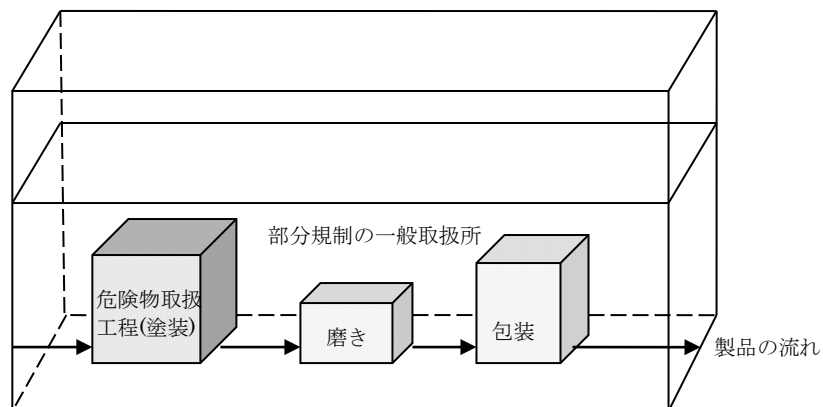 部分規制の一般取扱所
危険物取扱
工程(塗装)
磨き
包装
製品の流れ